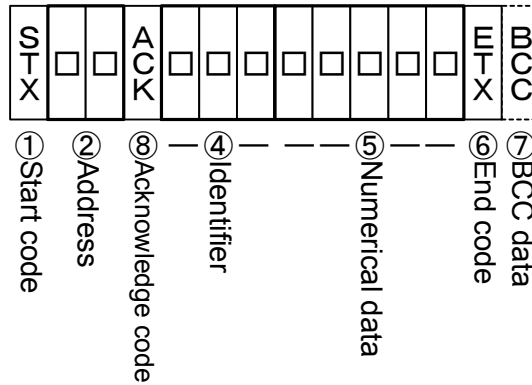 STX □ □ ACK □ □ □ □ □ □ □ □ ETX BCC
①Start code
②Address
⑧Acknowledge code
④Identifier
⑤Numerical data
⑥End code
⑦BCC data